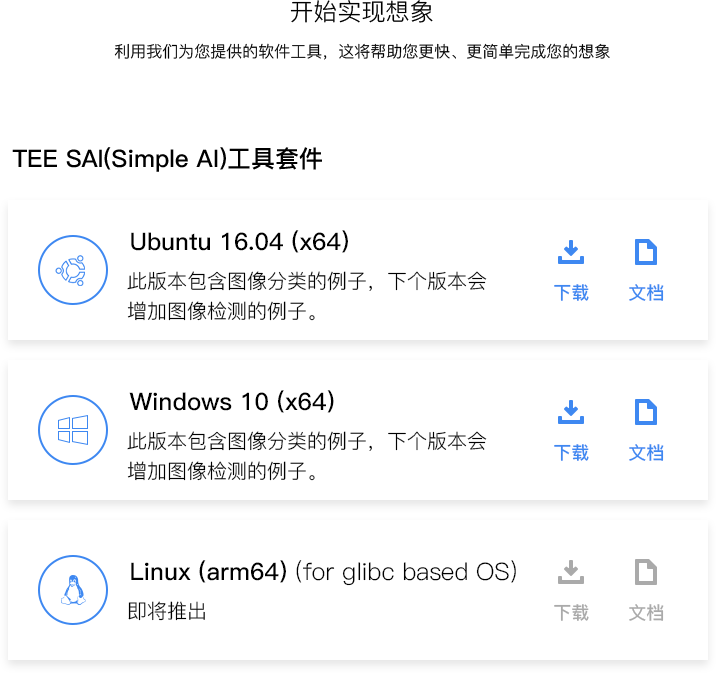 开始实现想象
利用我们为您提供的软件工具，这将帮助您更快、更简单完成您的想象
TEE SAI(Simple AI)工具套件
Ubuntu 16.04 (x64)
此版本包含图像分类的例子，下个版本会
增加图像检测的例子。
下载 文档
Windows 10 (x64)
此版本包含图像分类的例子，下个版本会
增加图像检测的例子。
下载 文档
Linux (arm64) (for glibc based OS)
即将推出
下载 文档